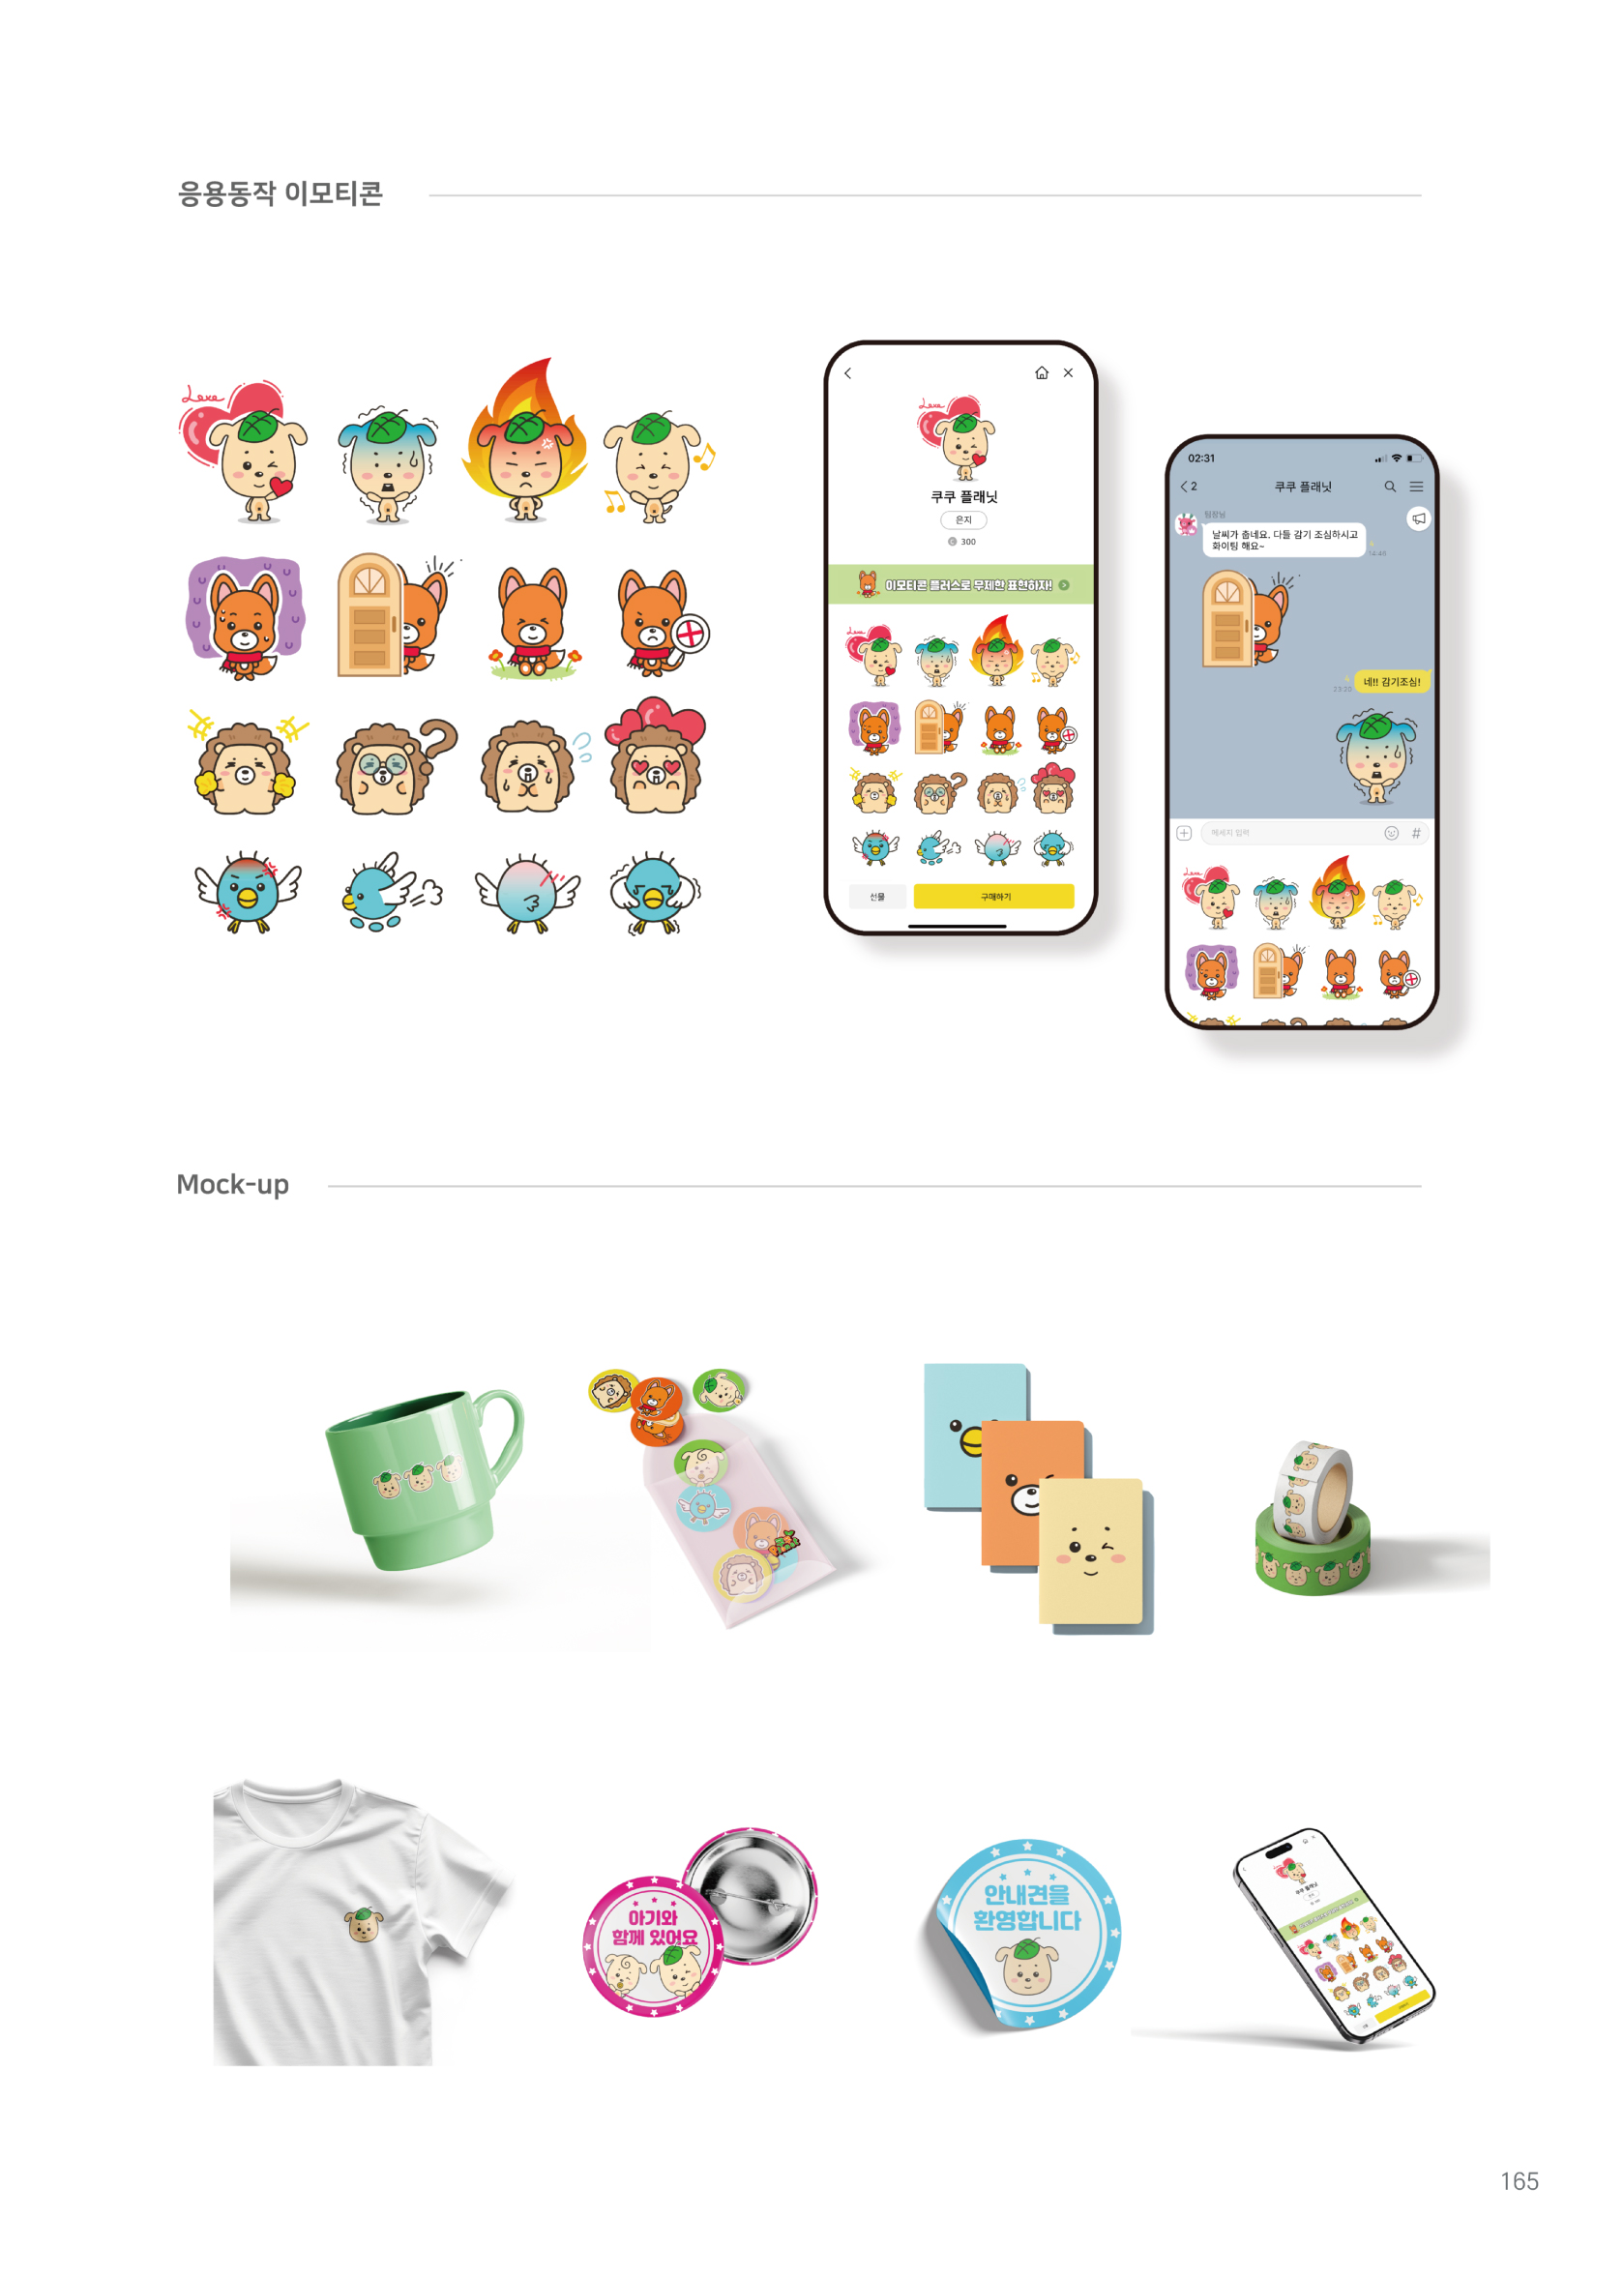 응용동작 이모티콘
Love
쿠쿠 플래닛
은지
300
이모티콘 플러스로 무제한 표현하자!
Love
선물
구매하기
02:31
2
쿠쿠 플래닛
팀장님
날씨가 춥네요. 다들 감기 조심하시고
화이팅 해요~
14:40
네!! 감기조심!
23:20
메세지 입력
#
Love
Mock-up
아기와
함께 있어요
안내견을
환영합니다
쿠쿠 플래닛
165